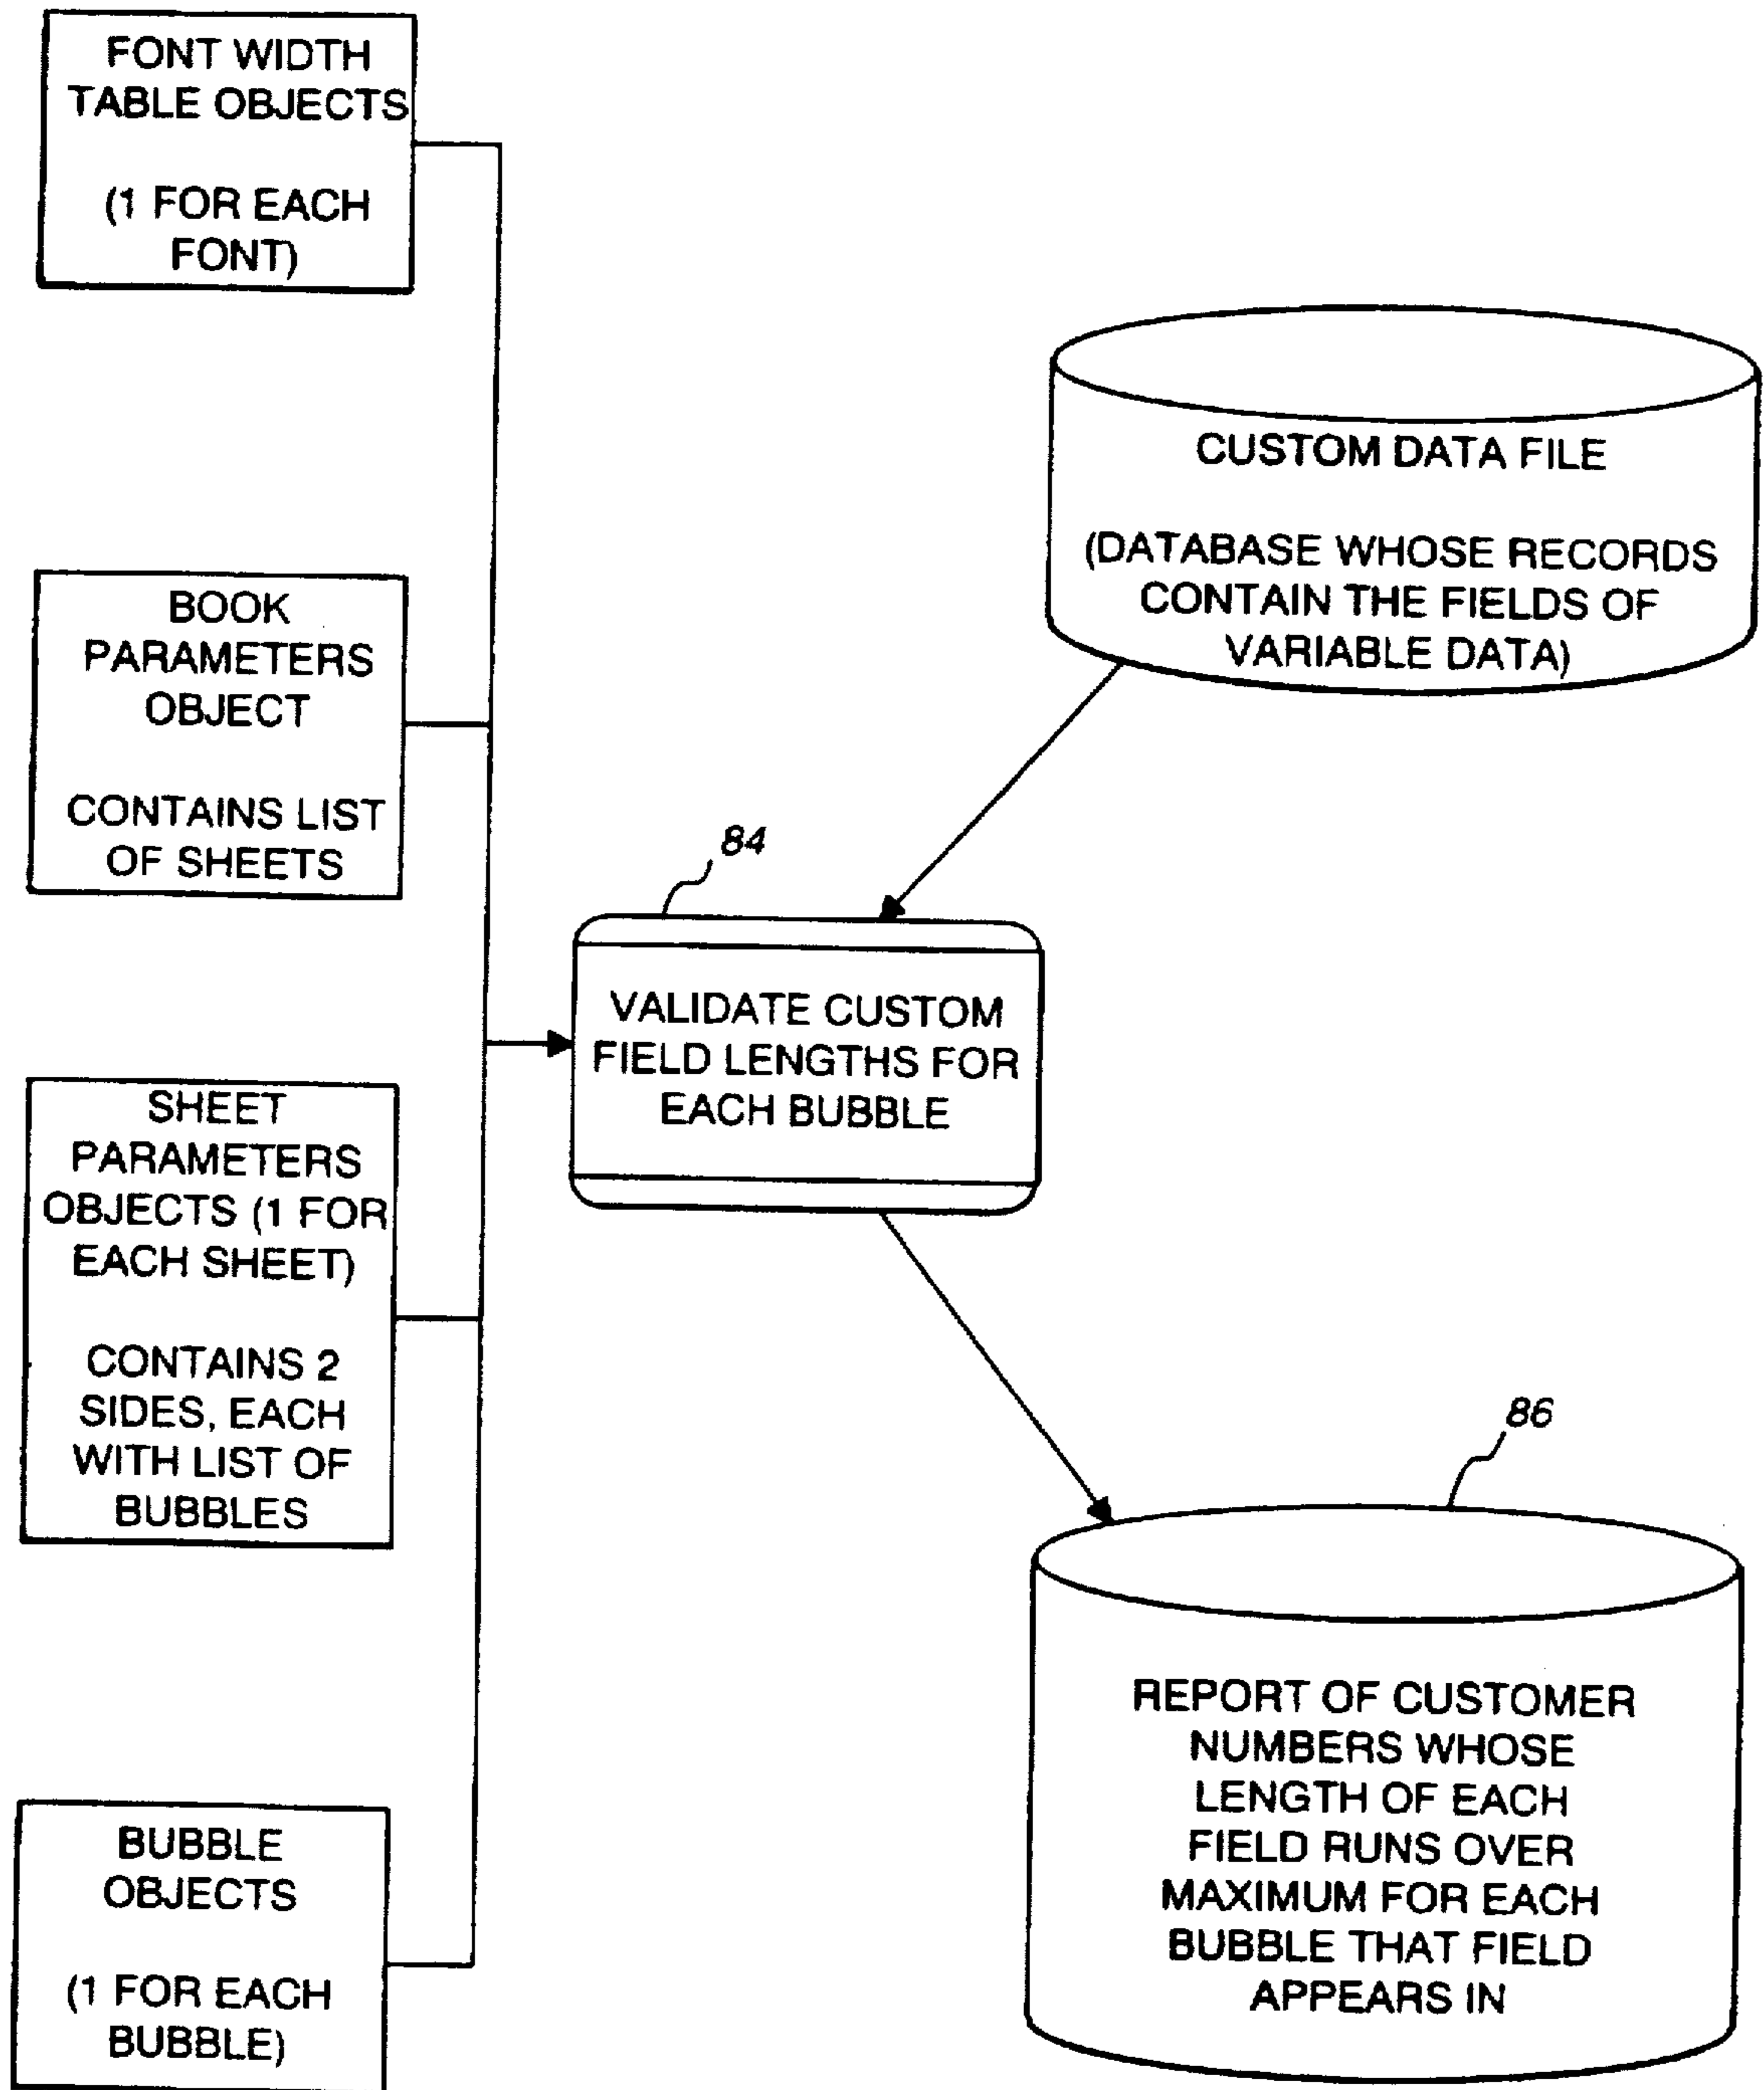 FONT WIDTH
TABLE OBJECTS
(1 FOR EACH
FONT)
BOOK
PARAMETERS
OBJECT
CONTAINS LIST
OF SHEETS
SHEET
PARAMETERS
OBJECTS (1 FOR
EACH SHEET)
CONTAINS 2
SIDES, EACH
WITH LIST OF
BUBBLES
BUBBLE
OBJECTS
(1 FOR EACH
BUBBLE)
CUSTOM DATA FILE
(DATABASE WHOSE RECORDS
CONTAIN THE FIELDS OF
VARIABLE DATA)
84
VALIDATE CUSTOM
FIELD LENGTHS FOR
EACH BUBBLE
86
REPORT OF CUSTOMER
NUMBERS WHOSE
LENGTH OF EACH
FIELD RUNS OVER
MAXIMUM FOR EACH
BUBBLE THAT FIELD
APPEARS IN